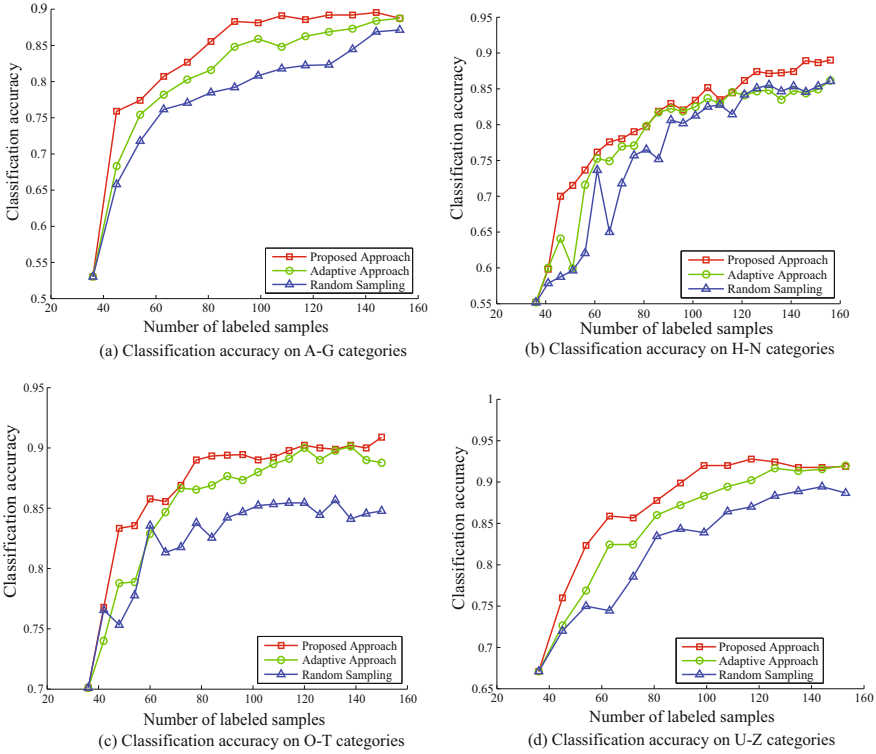 0.9
0.85
0.8
0.75
0.7
0.65
0.6
0.55
0.5
Classification accuracy
Proposed Approach
Adaptive Approach
Random Sampling
20 40 60 80 100 120 140 160
Number of labeled samples
(a) Classification accuracy on A-G categories
0.95
0.9
0.85
0.8
0.75
0.7
0.65
0.6
0.55
Classification accuracy
Proposed Approach
Adaptive Approach
Random Sampling
20 40 60 80 100 120 140 160
Number of labeled samples
(b) Classification accuracy on H-N categories
0.95
0.9
0.85
0.8
0.75
0.7
Classification accuracy
Proposed Approach
Adaptive Approach
Random Sampling
20 40 60 80 100 120 140 160
Number of labeled samples
(c) Classification accuracy on O-T categories
1
0.95
0.9
0.85
0.8
0.75
0.7
0.65
Classification accuracy
Proposed Approach
Adaptive Approach
Random Sampling
20 40 60 80 100 120 140 160
Number of labeled samples
(d) Classification accuracy on U-Z categories